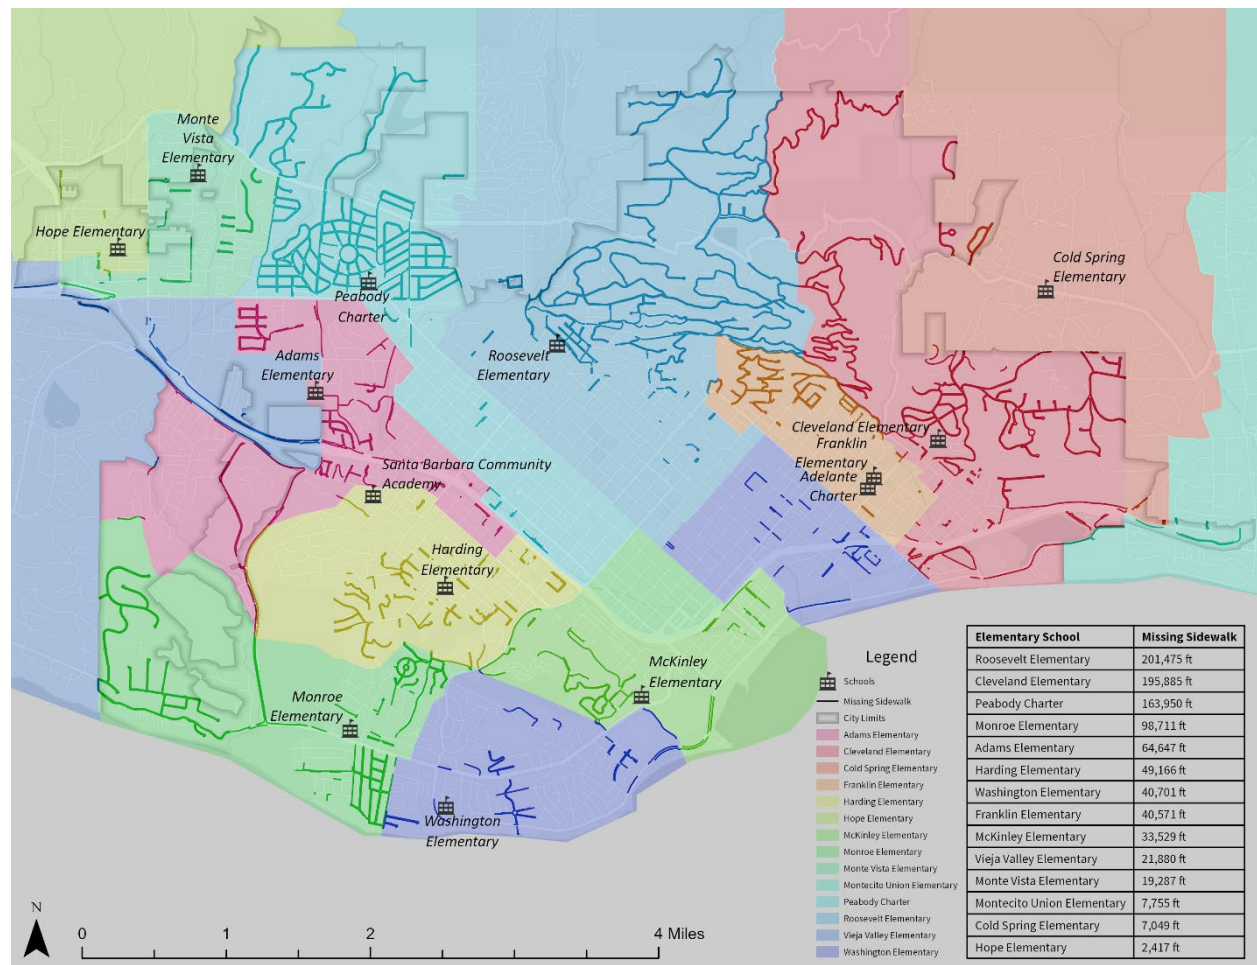 Monte
Vista
Elementary
Hope Elementary
Peabody
Charter
Adams
Elementary
Roosevelt
Elementary
Cold Spring
Elementary
Cleveland Elementary
Franklin
Elementary
Adelante
Charter
Santa Barbara Community
Academy
Harding
Elementary
McKinley
Elementary
Monroe
Elementary
Washington
Elementary
Legend
Schools
Missing Sidewalk
City Limits
Adams Elementary
Cleveland Elementary
Cold Spring Elementary
Franklin Elementary
Harding Elementary
Hope Elementary
McKinley Elementary
Monroe Elementary
Monte Vista Elementary
Montecito Union Elementary
Peabody Charter
Roosevelt Elementary
Vieja Valley Elementary
Washington Elementary
Elementary School Missing Sidewalk
Roosevelt Elementary 201,475 ft
Cleveland Elementary 195,885 ft
Peabody Charter 163,950 ft
Monroe Elementary 98,711 ft
Adams Elementary 64,647 ft
Harding Elementary 49,166 ft
Washington Elementary 40,701 ft
Franklin Elementary 40,571 ft
McKinley Elementary 33,529 ft
Vieja Valley Elementary 21,880 ft
Monte Vista Elementary 19,287 ft
Montecito Union Elementary 7,755 ft
Cold Spring Elementary 7,049 ft
Hope Elementary 2,417 ft
N
0 1 2 4 Miles